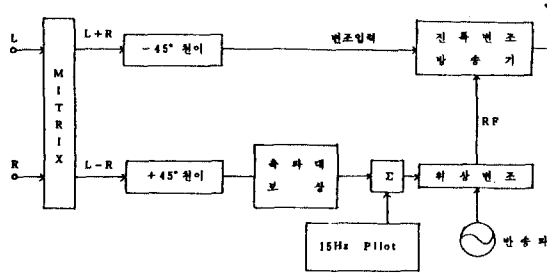 L
L+R
−45° 천이
변조입력
진폭변조
방 송 기
MITRIX
RF
R
L−R
+45° 천이
측파대
보 상
Σ
위상변조
15Hz Pilot
반송파